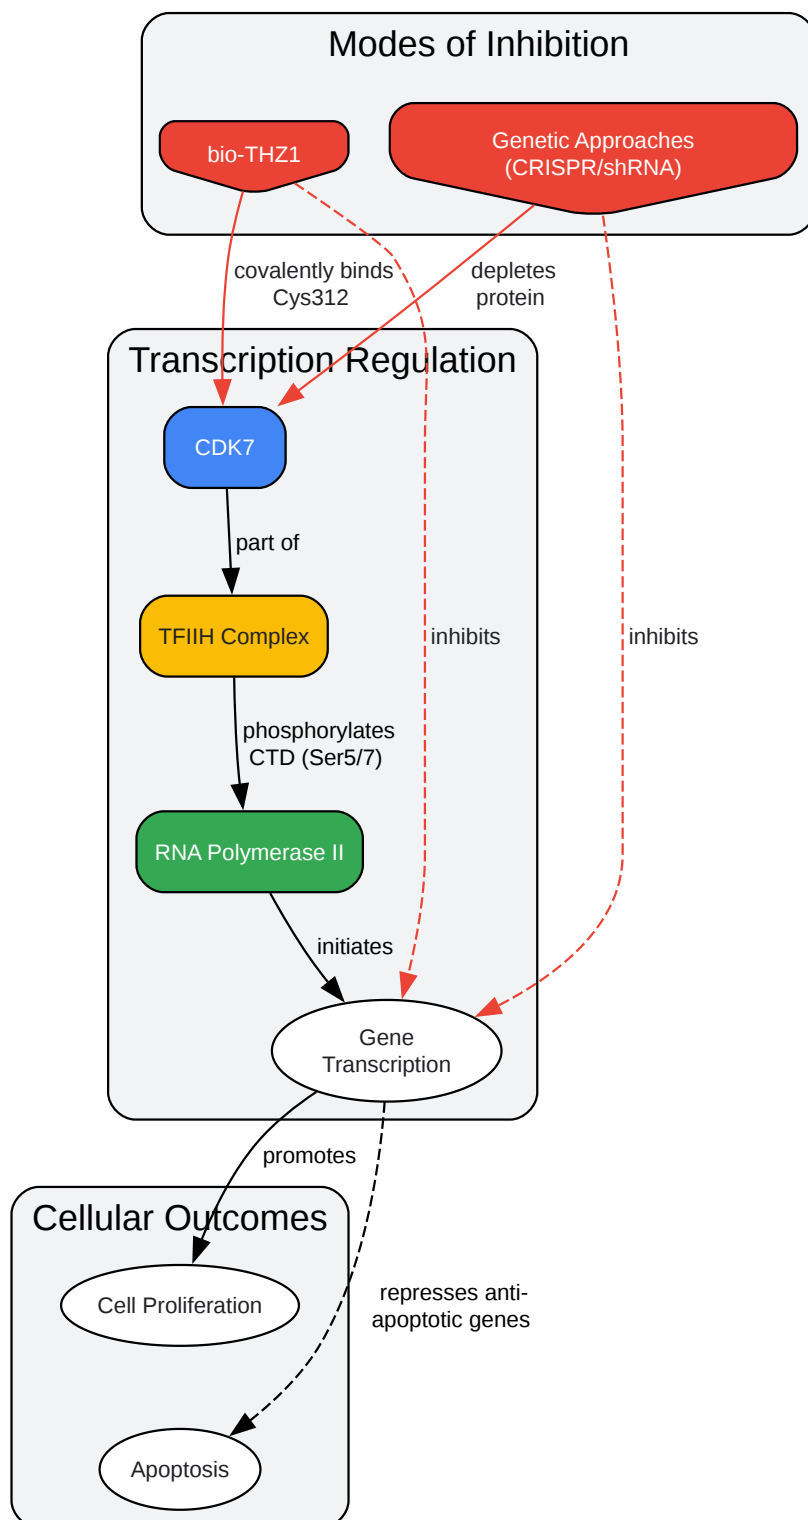 Modes of Inhibition
bio-THZ1
Genetic Approaches
(CRISPR/shRNA)
covalently binds
Cys312
depletes
protein
Transcription Regulation
CDK7
part of
TFIIH Complex
inhibits
inhibits
phosphorylates
CTD (Ser5/7)
RNA Polymerase II
initiates
Gene
Transcription
promotes
Cellular Outcomes
Cell Proliferation
represses anti-
apoptotic genes
Apoptosis